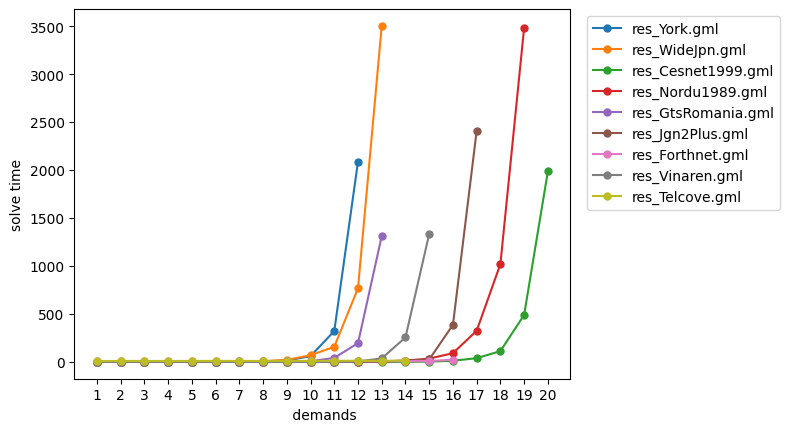 3500
3000
2500
2000
1500
1000
500
0
solve time
1 2 3 4 5 6 7 8 9 10 11 12 13 14 15 16 17 18 19 20
demands
res_York.gml
res_WideJpn.gml
res_Cesnet1999.gml
res_Nordu1989.gml
res_GtsRomania.gml
res_Jgn2Plus.gml
res_Forthnet.gml
res_Vinaren.gml
res_Telcove.gml